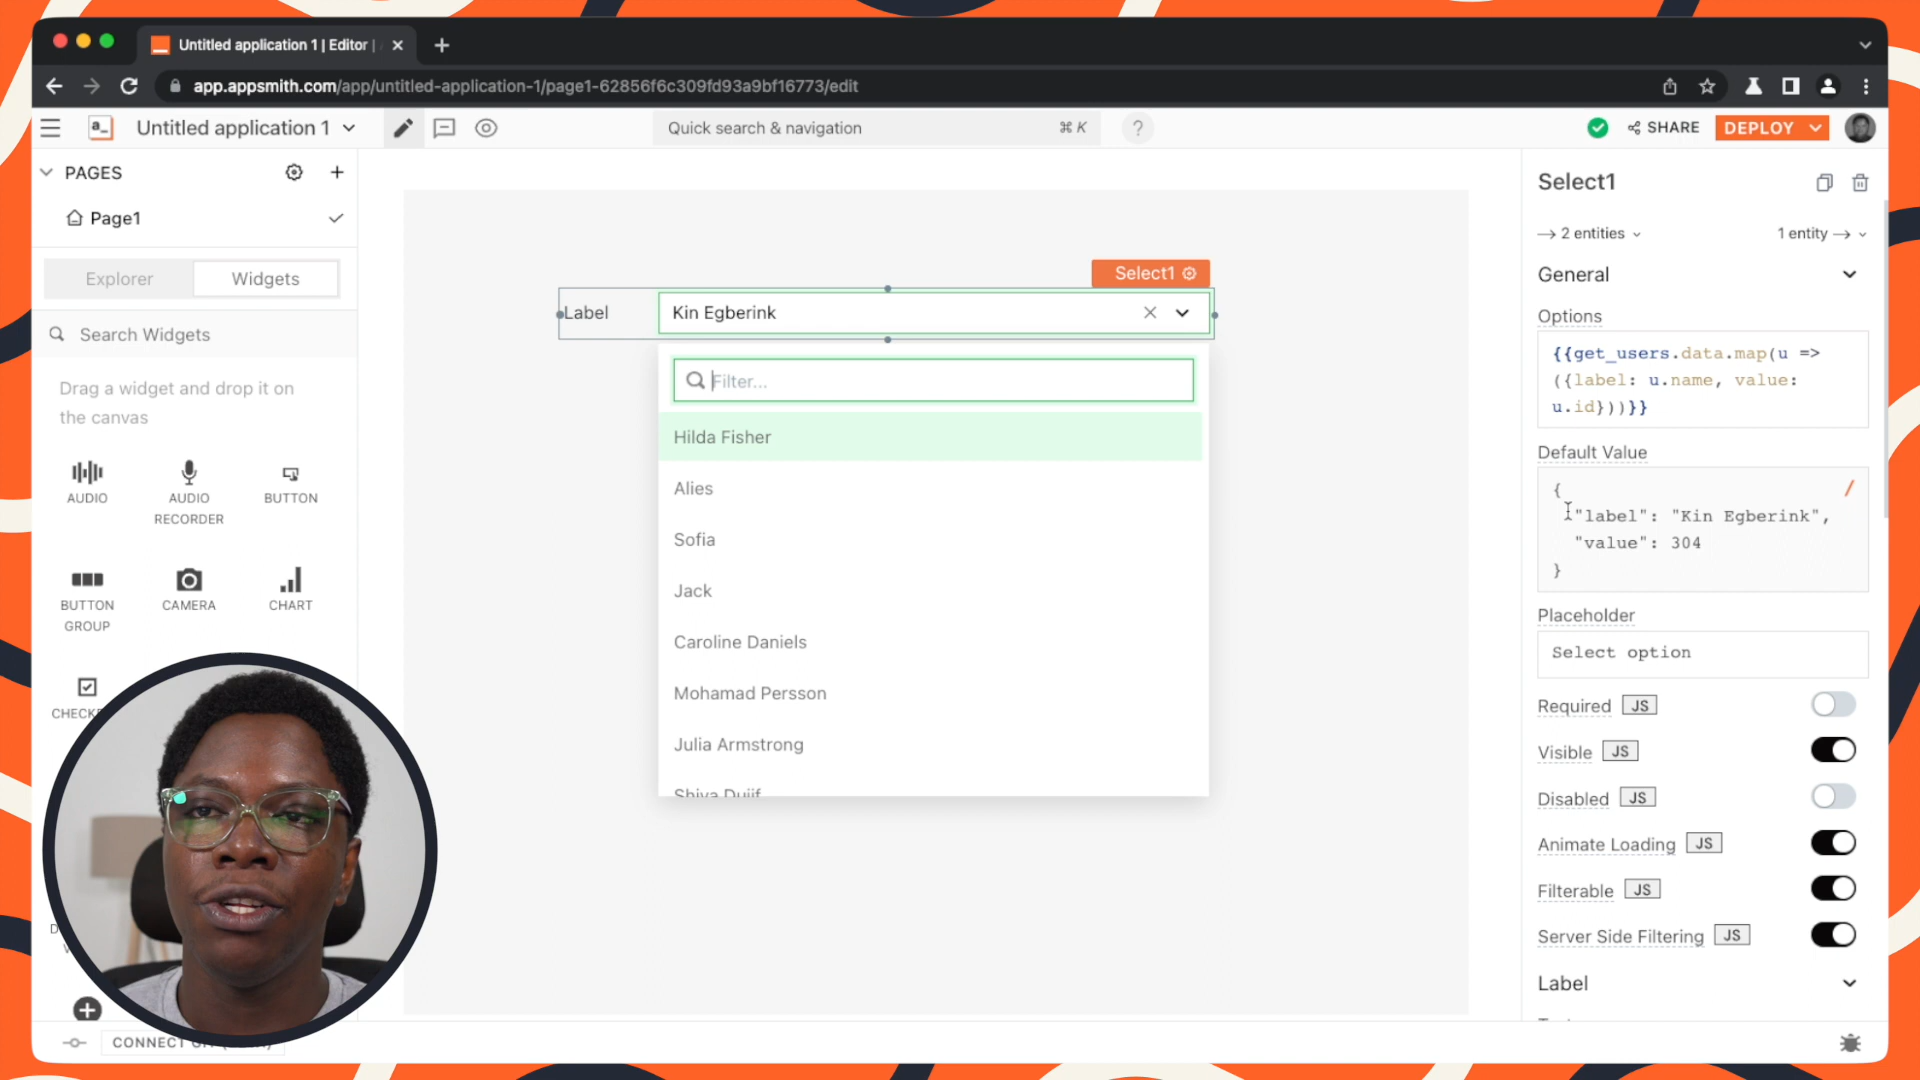 Untitled application 1 | Editor |
app.appsmith.com/app/untitled-application-1/page1-62856f6c309fd93a9bf16773/edit
a_
Untitled application 1
Quick search & navigation
⌘ K
?
SHARE
DEPLOY
PAGES
Page1
Explorer
Widgets
Search Widgets
Drag a widget and drop it on
the canvas
AUDIO
AUDIO
RECORDER
BUTTON
BUTTON
GROUP
CAMERA
CHART
CONNECT
Select1
Label
Kin Egberink
Filter...
Hilda Fisher
Alies
Sofia
Jack
Caroline Daniels
Mohamad Persson
Julia Armstrong
Shiva Duijf
Select1
2 entities
1 entity
General
Options
{{get_users.data.map(u =>
({label: u.name, value:
u.id}))}}
Default Value
{
"label": "Kin Egberink",
"value": 304
}
/
Placeholder
Select option
Required JS
Visible JS
Disabled JS
Animate Loading JS
Filterable JS
Server Side Filtering JS
Label